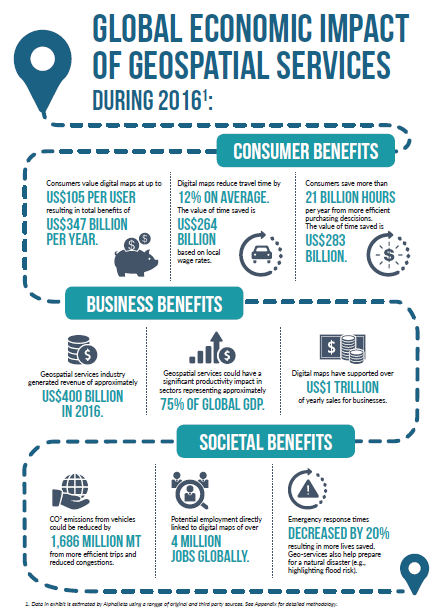 GLOBAL ECONOMIC IMPACT
OF GEOSPATIAL SERVICES
DURING 2016¹:
CONSUMER BENEFITS
Consumers value digital maps at up to
US$105 PER USER
resulting in total benefits of
US$347 BILLION
PER YEAR.
Digital maps reduce travel time by
12% ON AVERAGE.
The value of time saved is
US$264
BILLION
based on local
wage rates.
Consumers save more than
21 BILLION HOURS
per year from more efficient
purchasing descisions.
The value of time saved is
US$283
BILLION.
BUSINESS BENEFITS
Geospatial services industry
generated revenue of approximately
US$400 BILLION
IN 2016.
Geospatial services could have a
significant productivity impact in
sectors representing approximately
75% OF GLOBAL GDP.
Digital maps have supported over
US$1 TRILLION
of yearly sales for businesses.
SOCIETAL BENEFITS
CO² emissions from vehicles
could be reduced by
1,686 MILLION MT
from more efficient trips and
reduced congestions.
Potential employment directly
linked to digital maps of over
4 MILLION
JOBS GLOBALLY.
Emergency response times
DECREASED BY 20%
resulting in more lives saved.
Geo-services also help prepare
for a natural disaster (e.g.,
highlighting flood risk).
1. Data in exhibit is estimated by AlphaBeta using a range of original and third party sources. See Appendix for detailed methodology.